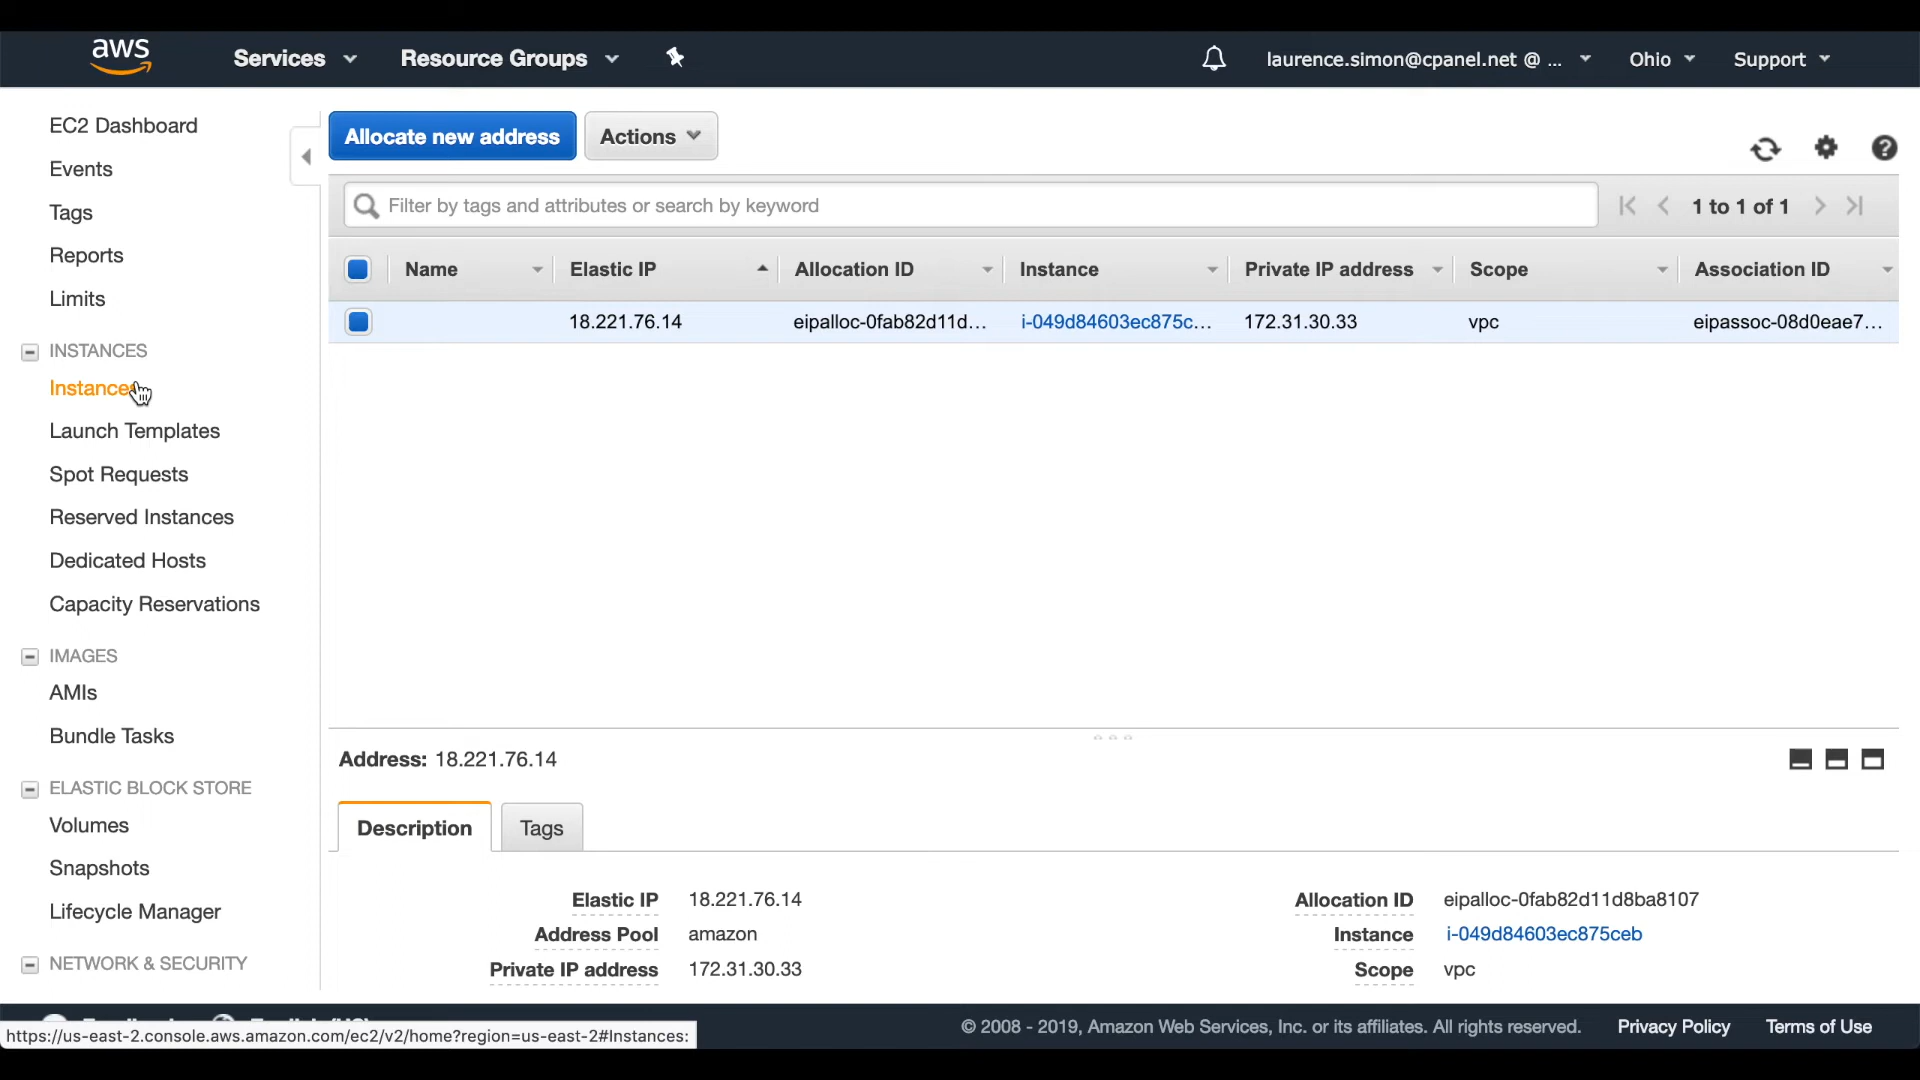 aws Services Resource Groups laurence.simon@cpanel.net @ ... Ohio Support
EC2 Dashboard
Events
Tags
Reports
Limits
INSTANCES
Instances
Launch Templates
Spot Requests
Reserved Instances
Dedicated Hosts
Capacity Reservations
IMAGES
AMIs
Bundle Tasks
ELASTIC BLOCK STORE
Volumes
Snapshots
Lifecycle Manager
NETWORK & SECURITY
Allocate new address Actions
Filter by tags and attributes or search by keyword 1 to 1 of 1
Name Elastic IP Allocation ID Instance Private IP address Scope Association ID
18.221.76.14 eipalloc-0fab82d11d... i-049d84603ec875c... 172.31.30.33 vpc eipassoc-08d0eae7...
Address: 18.221.76.14
Description Tags
Elastic IP 18.221.76.14 Allocation ID eipalloc-0fab82d11d8ba8107
Address Pool amazon Instance i-049d84603ec875ceb
Private IP address 172.31.30.33 Scope vpc
https://us-east-2.console.aws.amazon.com/ec2/v2/home?region=us-east-2#Instances:
© 2008 - 2019, Amazon Web Services, Inc. or its affiliates. All rights reserved. Privacy Policy Terms of Use